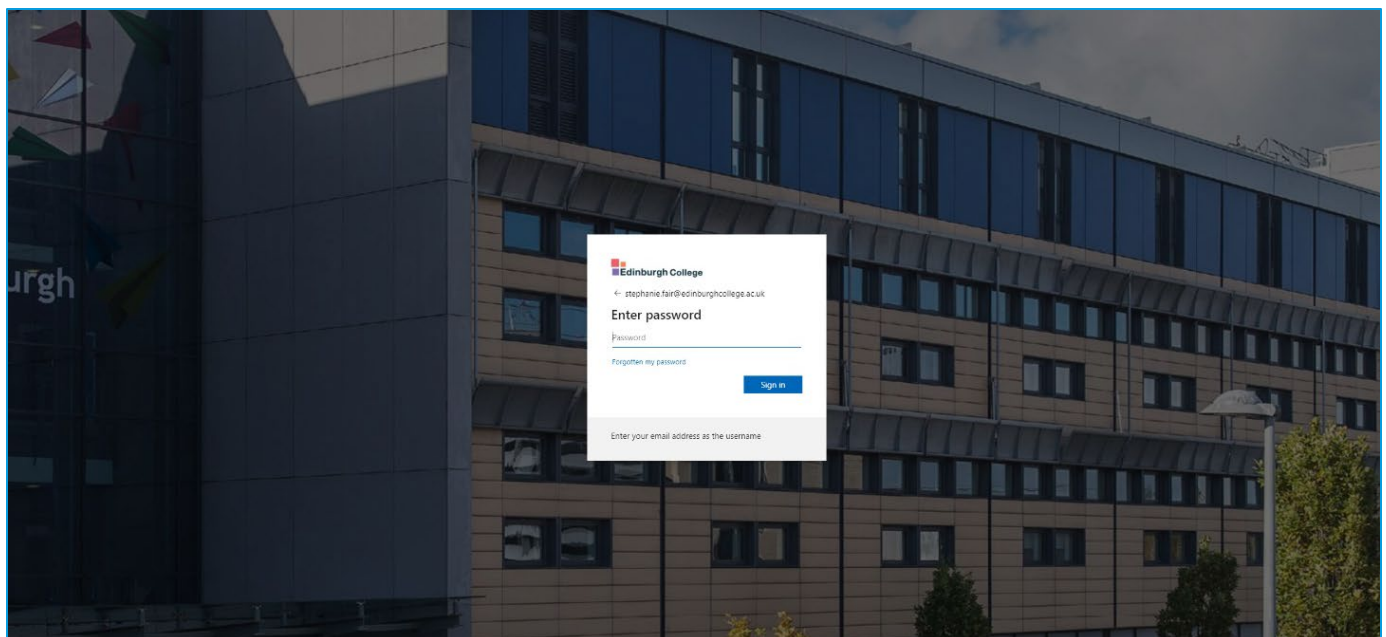 urgh
Edinburgh College
← stephanie.fair@edinburghcollege.ac.uk
Enter password
Password
Forgotten my password
Sign in
Enter your email address as the username